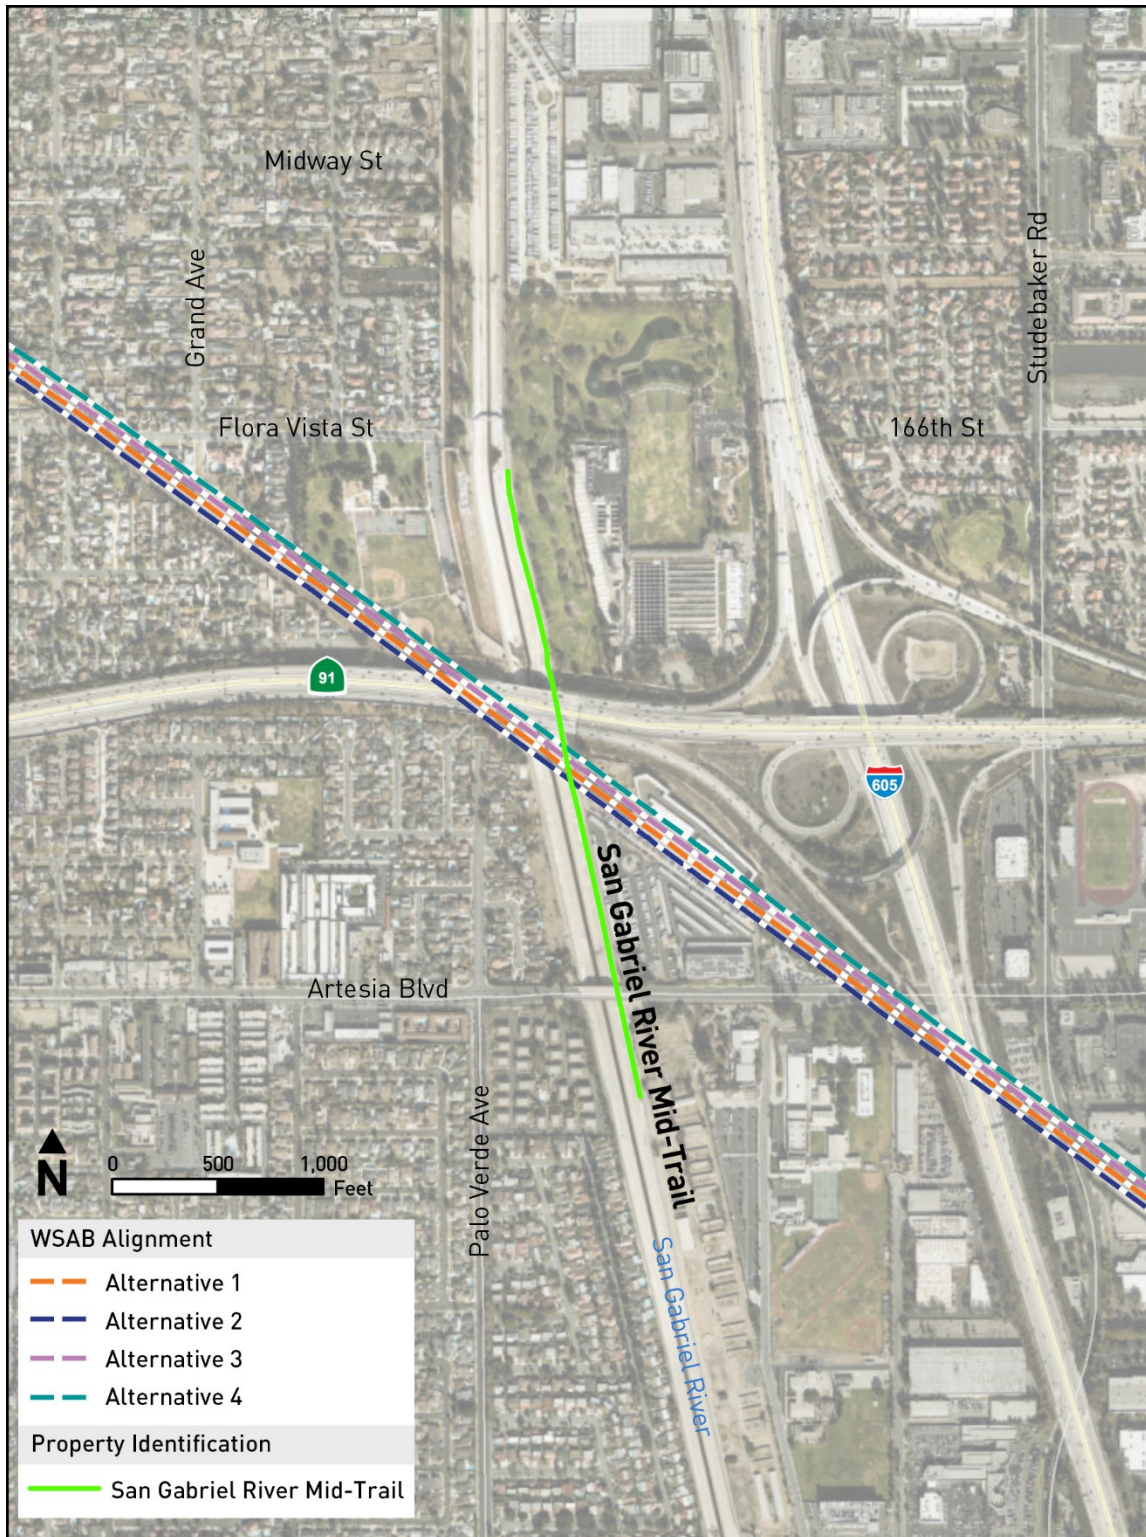 Midway St
Grand Ave
Studebaker Rd
Flora Vista St
166th St
91
605
San Gabriel River Mid-Trail
Artesia Blvd
Palo Verde Ave
N
0 500 1,000
Feet
San Gabriel River
WSAB Alignment
Alternative 1
Alternative 2
Alternative 3
Alternative 4
Property Identification
San Gabriel River Mid-Trail